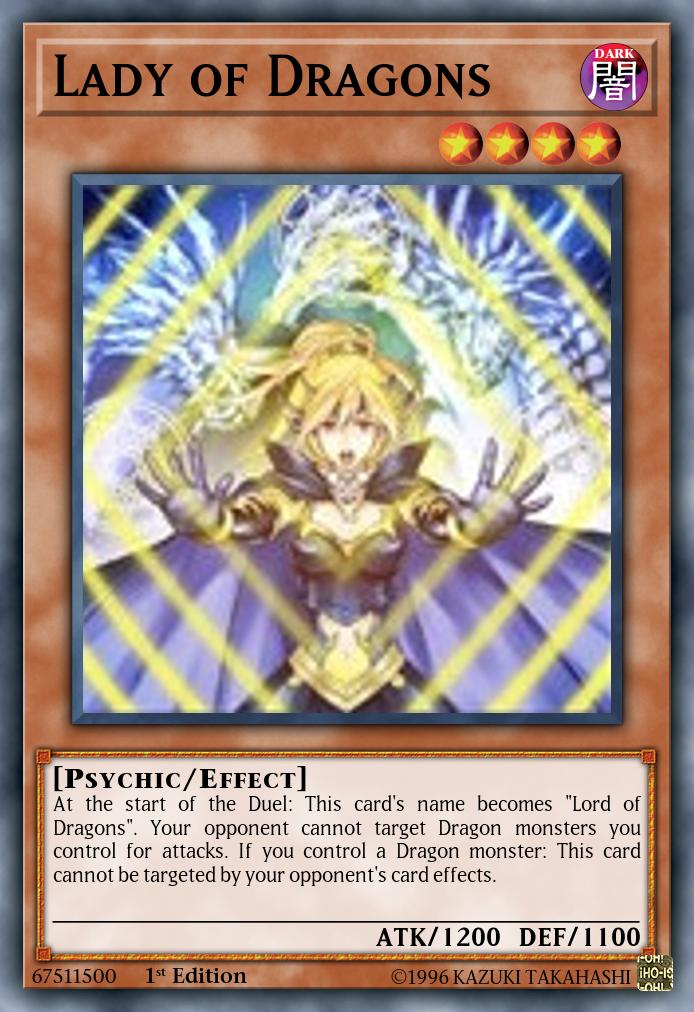 Lady of Dragons
DARK
闇
[Psychic/Effect]
At the start of the Duel: This card's name becomes "Lord of
Dragons". Your opponent cannot target Dragon monsters you
control for attacks. If you control a Dragon monster: This card
cannot be targeted by your opponent's card effects.
ATK/1200 DEF/1100
67511500 1st Edition ©1996 KAZUKI TAKAHASHI